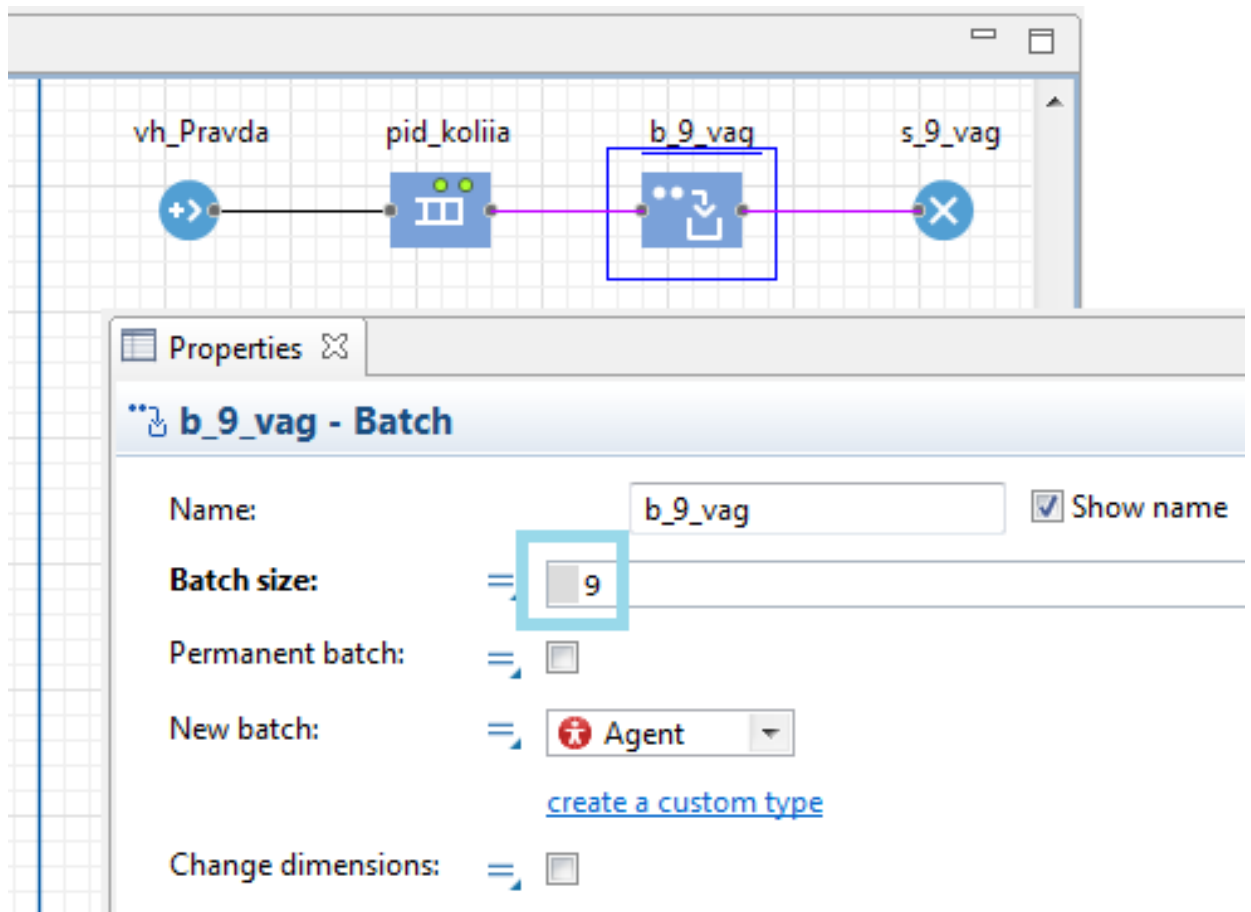 vh_Pravda pid_koliia b_9_vag s_9_vag
Properties
b_9_vag - Batch
Name: b_9_vag Show name
Batch size: 9
Permanent batch:
New batch: Agent
create a custom type
Change dimensions: